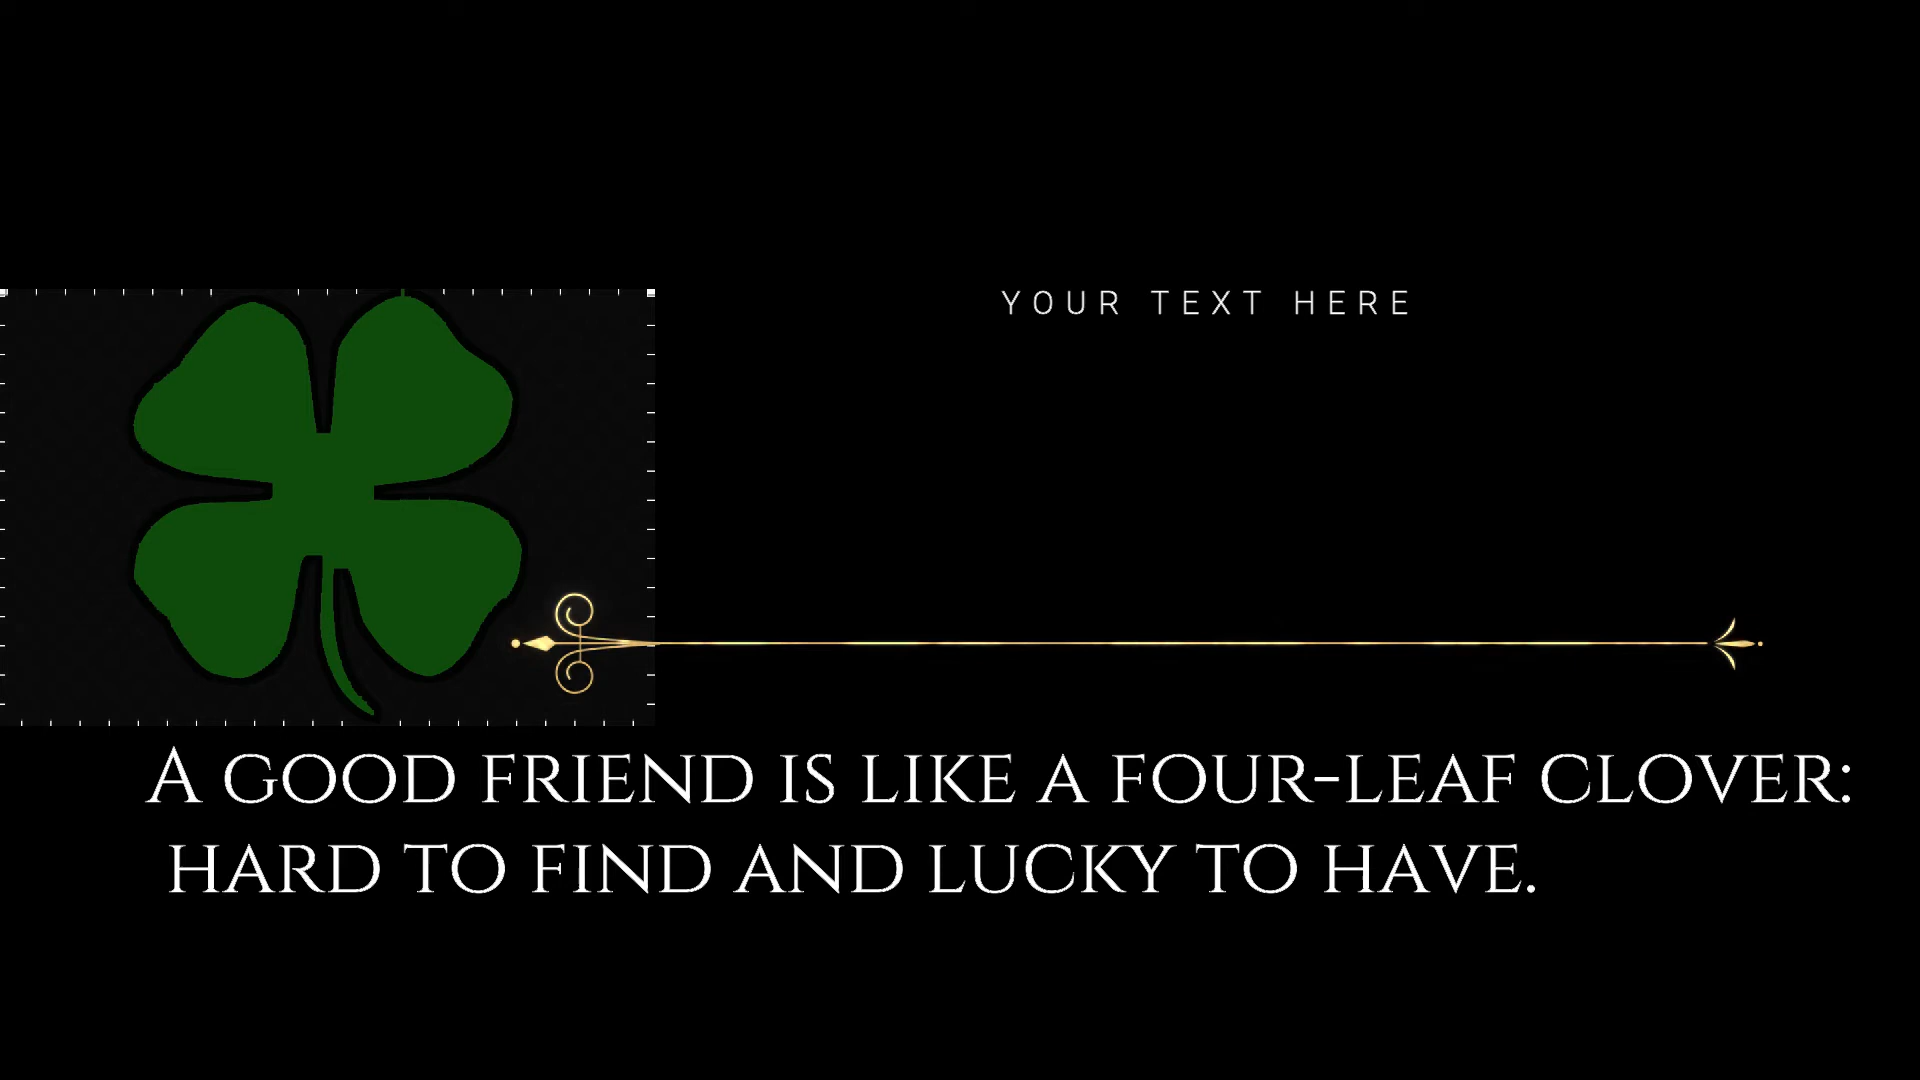 YOUR TEXT HERE
A GOOD FRIEND IS LIKE A FOUR-LEAF CLOVER:
HARD TO FIND AND LUCKY TO HAVE.